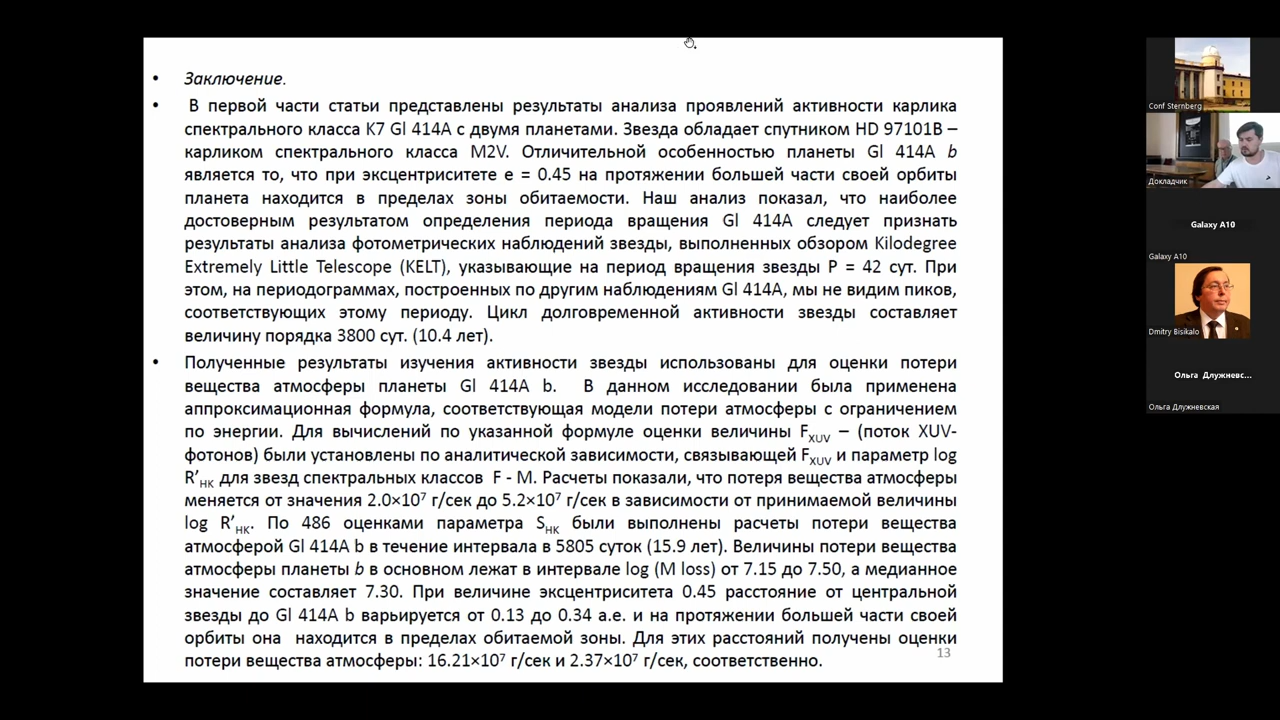 Заключение.
В первой части статьи представлены результаты анализа проявлений активности карлика
спектрального класса K7 Gl 414A с двумя планетами. Звезда обладает спутником HD 97101B –
карликом спектрального класса M2V. Отличительной особенностью планеты Gl 414A b
является то, что при эксцентриситете e = 0.45 на протяжении большей части своей орбиты
планета находится в пределах зоны обитаемости. Наш анализ показал, что наиболее
достоверным результатом определения периода вращения Gl 414A следует признать
результаты анализа фотометрических наблюдений звезды, выполненных обзором Kilodegree
Extremely Little Telescope (KELT), указывающие на период вращения звезды P = 42 сут. При
этом, на периодограммах, построенных по другим наблюдениям Gl 414A, мы не видим пиков,
соответствующих этому периоду. Цикл долговременной активности звезды составляет
величину порядка 3800 сут. (10.4 лет).
Полученные результаты изучения активности звезды использованы для оценки потери
вещества атмосферы планеты Gl 414A b. В данном исследовании была применена
аппроксимационная формула, соответствующая модели потери атмосферы с ограничением
по энергии. Для вычислений по указанной формуле оценки величины FXUV – (поток XUV-
фотонов) были установлены по аналитической зависимости, связывающей FXUV и параметр log
R’HK для звезд спектральных классов F - M. Расчеты показали, что потеря вещества атмосферы
меняется от значения 2.0×10⁷ г/сек до 5.2×10⁷ г/сек в зависимости от принимаемой величины
log R’HK. По 486 оценками параметра SHK были выполнены расчеты потери вещества
атмосферой Gl 414A b в течение интервала в 5805 суток (15.9 лет). Величины потери вещества
атмосферы планеты b в основном лежат в интервале log (M loss) от 7.15 до 7.50, а медианное
значение составляет 7.30. При величине эксцентриситета 0.45 расстояние от центральной
звезды до Gl 414A b варьируется от 0.13 до 0.34 а.е. и на протяжении большей части своей
орбиты она находится в пределах обитаемой зоны. Для этих расстояний получены оценки
потери вещества атмосферы: 16.21×10⁷ г/сек и 2.37×10⁷ г/сек, соответственно.
13
Conf Sternberg
Докладчик
Galaxy A10
Galaxy A10
Dmitry Bisikalo
Ольга Длужневс...
Ольга Длужневская